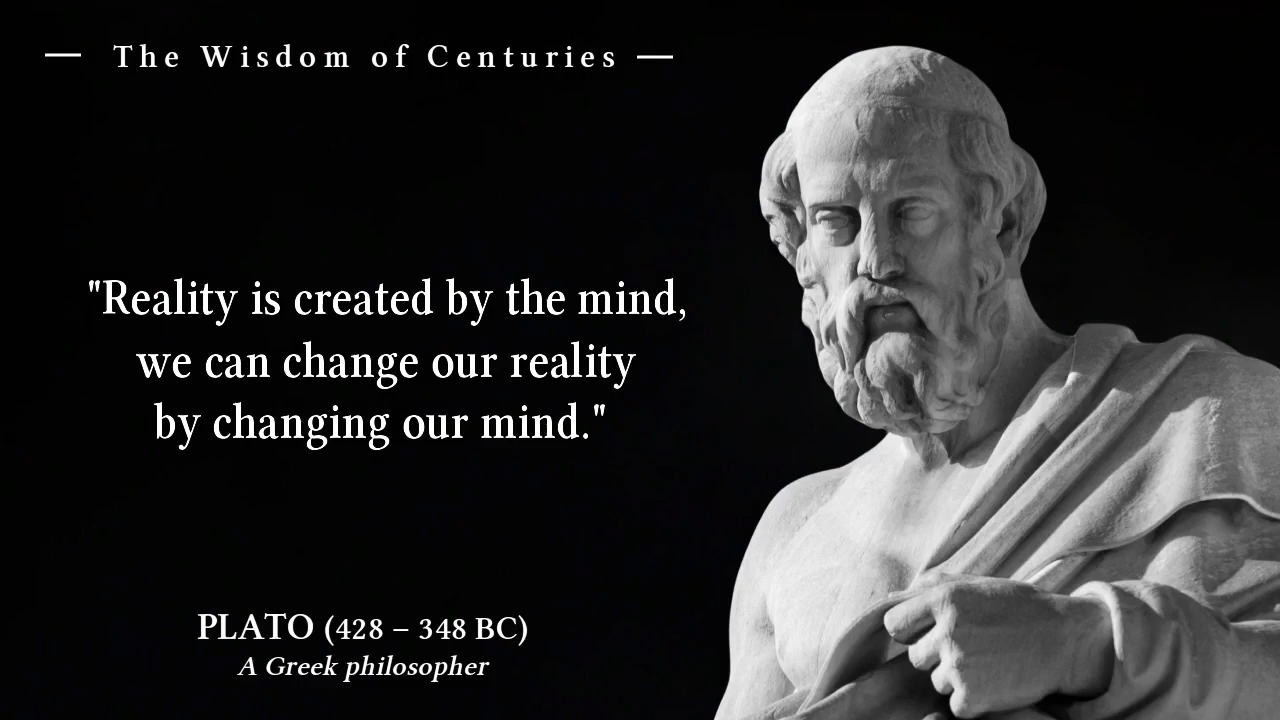 — The Wisdom of Centuries —
"Reality is created by the mind,
we can change our reality
by changing our mind."
PLATO (428 – 348 BC)
A Greek philosopher